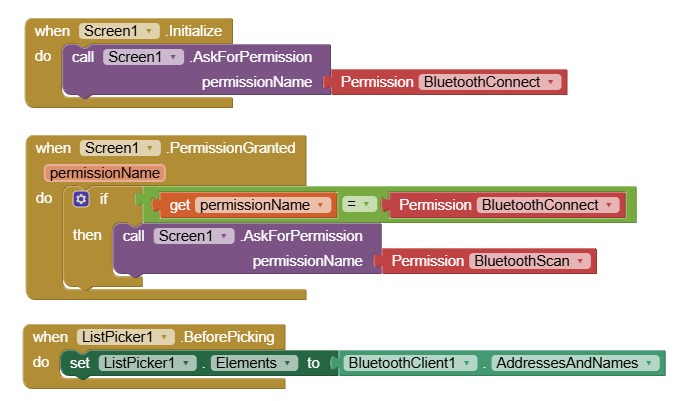 when Screen1 .Initialize
do call Screen1 .AskForPermission
permissionName Permission BluetoothConnect
when Screen1 .PermissionGranted
permissionName
do if get permissionName = Permission BluetoothConnect
then call Screen1 .AskForPermission
permissionName Permission BluetoothScan
when ListPicker1 .BeforePicking
do set ListPicker1 . Elements to BluetoothClient1 . AddressesAndNames